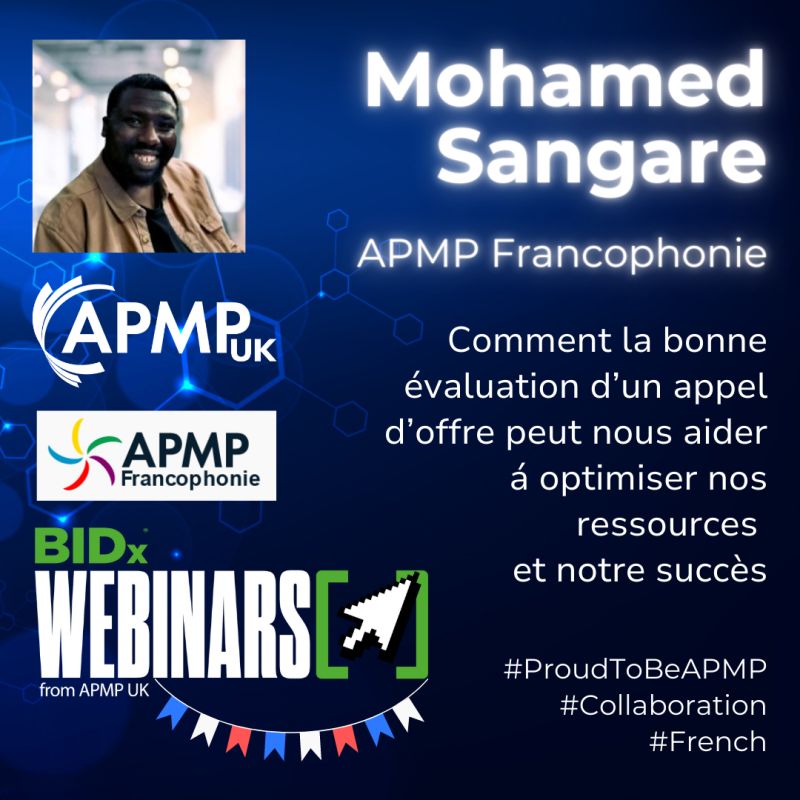 Mohamed
Sangare
APMP Francophonie
APMP UK
Comment la bonne
évaluation d’un appel
d’offre peut nous aider
á optimiser nos
ressources
et notre succès
APMP
Francophonie
BIDx
WEBINARS[ ]
from APMP UK
#ProudToBeAPMP
#Collaboration
#French